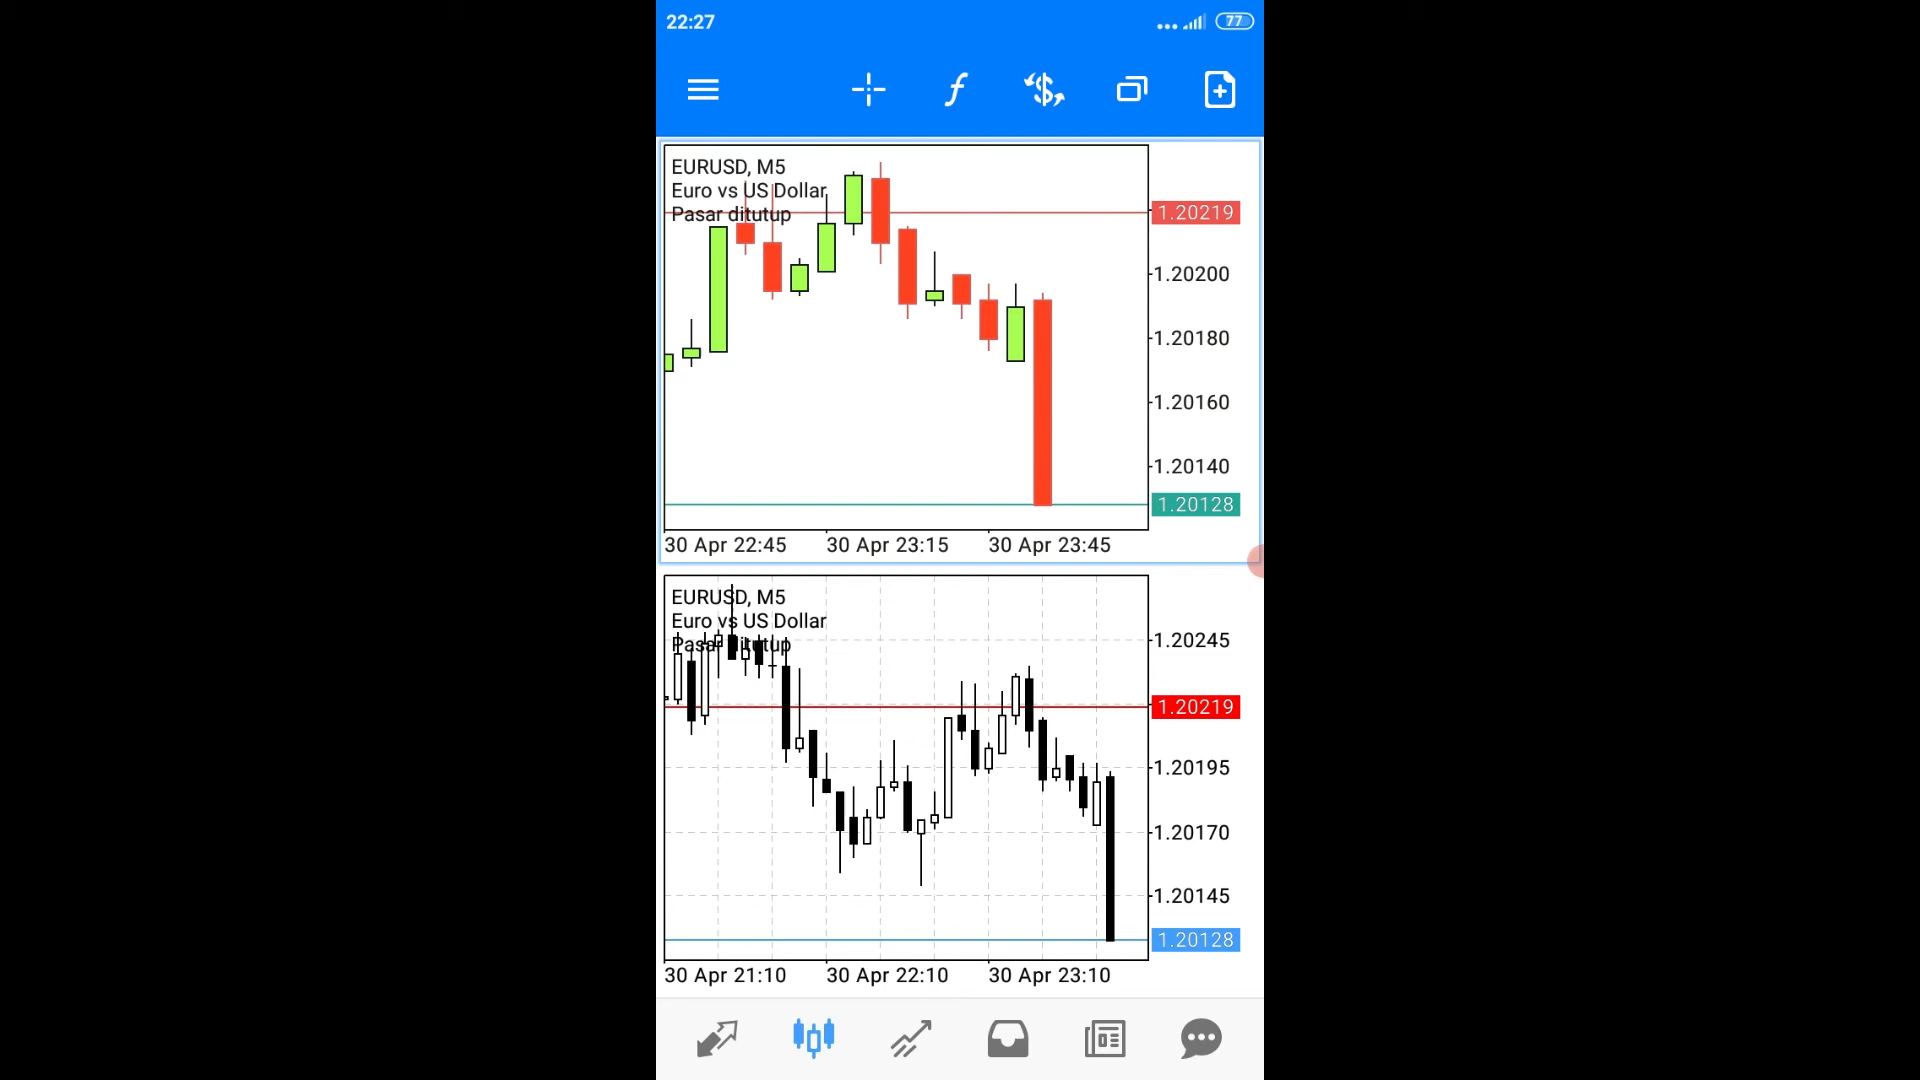 22:27
77
EURUSD, M5
Euro vs US Dollar
Pasar ditutup
1.20219
1.20200
1.20180
1.20160
1.20140
1.20128
30 Apr 22:45 30 Apr 23:15 30 Apr 23:45
EURUSD, M5
Euro vs US Dollar
Pasar ditutup
1.20245
1.20219
1.20195
1.20170
1.20145
1.20128
30 Apr 21:10 30 Apr 22:10 30 Apr 23:10